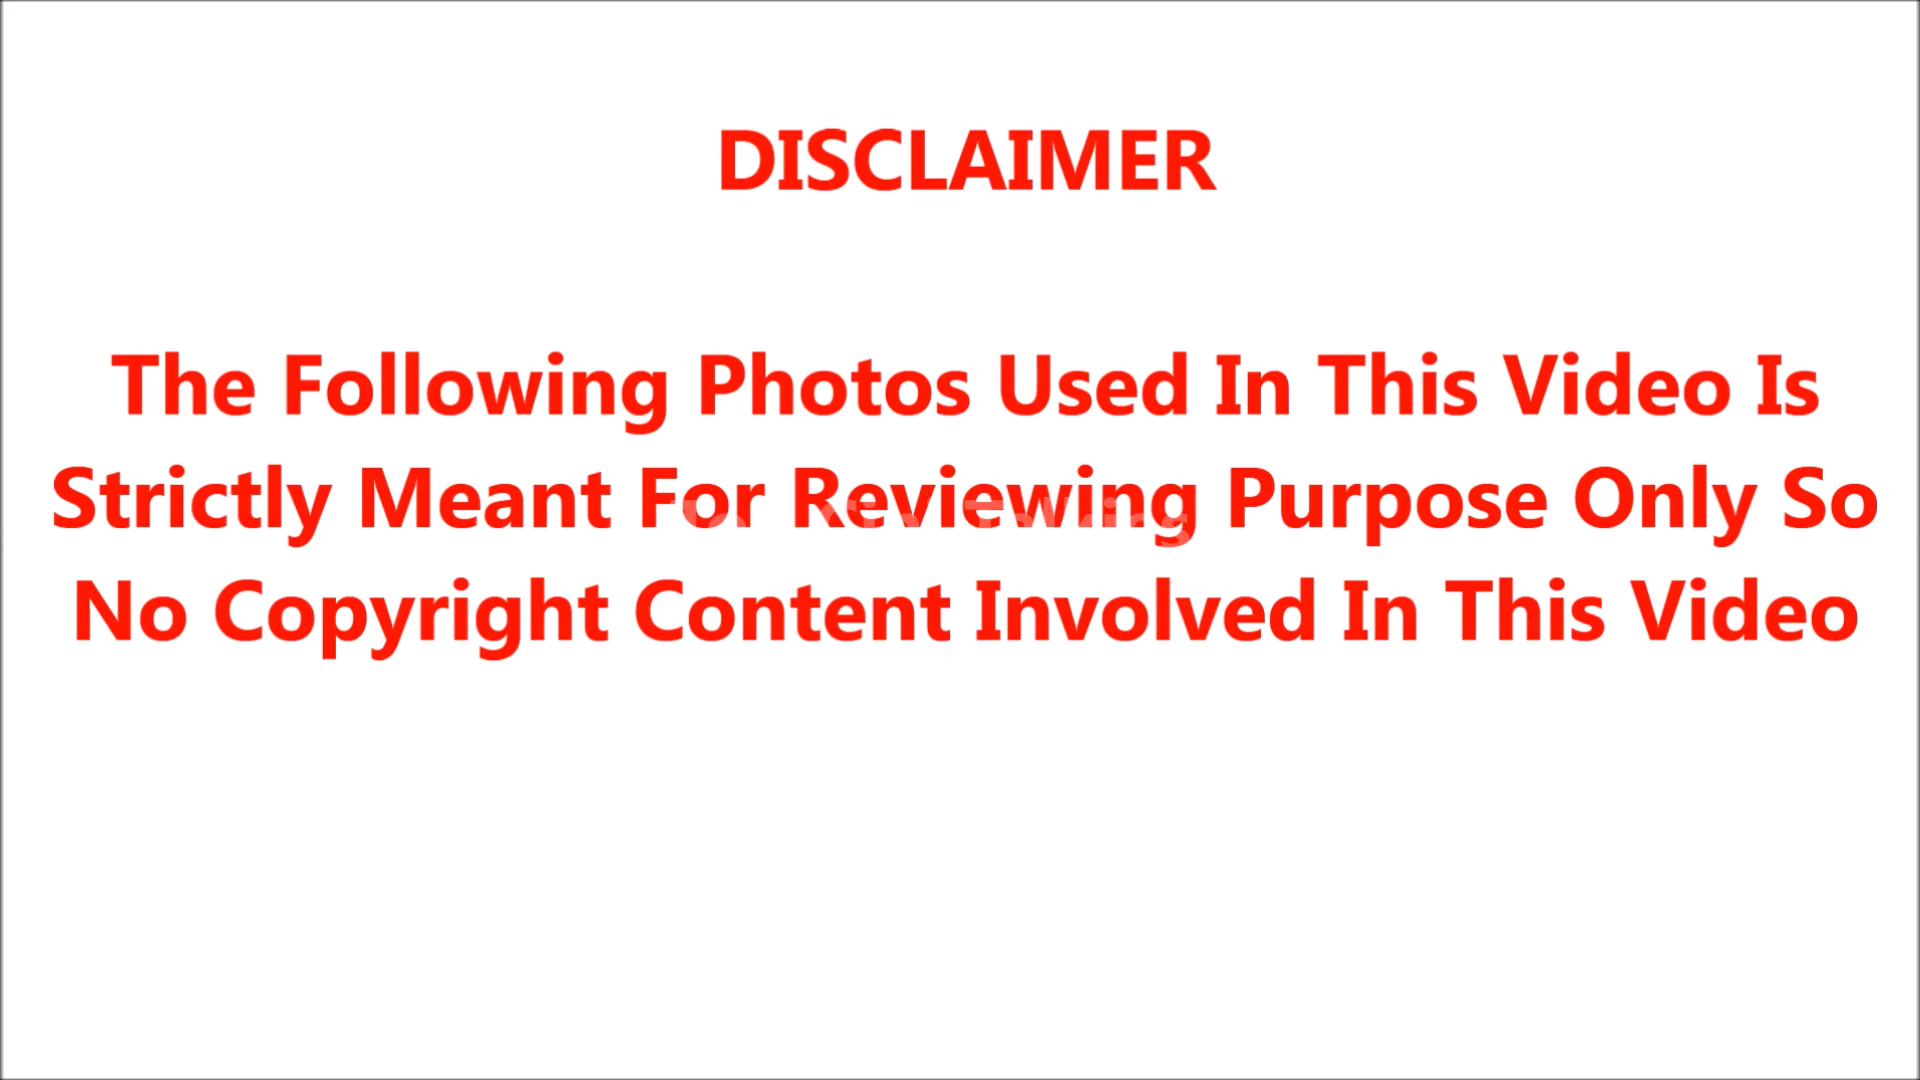 DISCLAIMER
The Following Photos Used In This Video Is
Strictly Meant For Reviewing Purpose Only So
No Copyright Content Involved In This Video